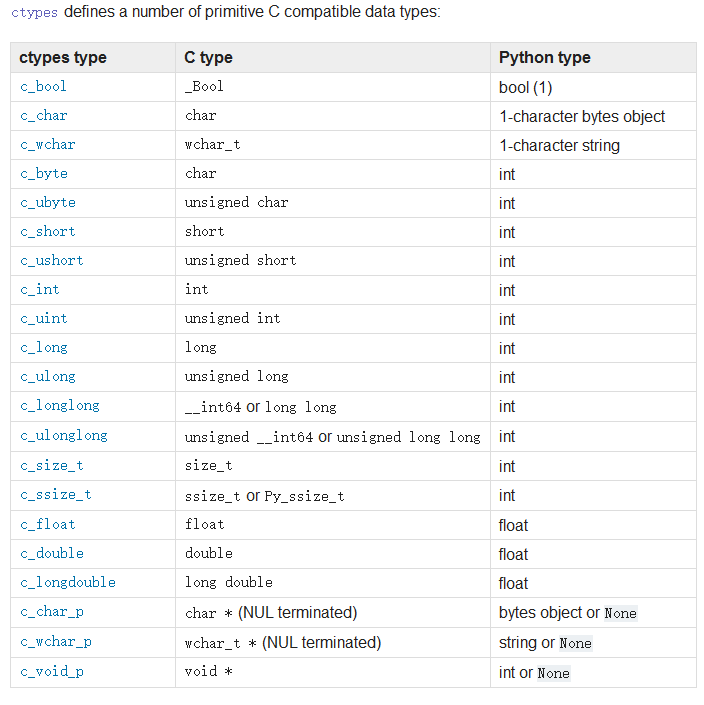 ctypes defines a number of primitive C compatible data types:
ctypes type C type Python type
c_bool _Bool bool (1)
c_char char 1-character bytes object
c_wchar wchar_t 1-character string
c_byte char int
c_ubyte unsigned char int
c_short short int
c_ushort unsigned short int
c_int int int
c_uint unsigned int int
c_long long int
c_ulong unsigned long int
c_longlong __int64 or long long int
c_ulonglong unsigned __int64 or unsigned long long int
c_size_t size_t int
c_ssize_t ssize_t or Py_ssize_t int
c_float float float
c_double double float
c_longdouble long double float
c_char_p char * (NUL terminated) bytes object or None
c_wchar_p wchar_t * (NUL terminated) string or None
c_void_p void * int or None